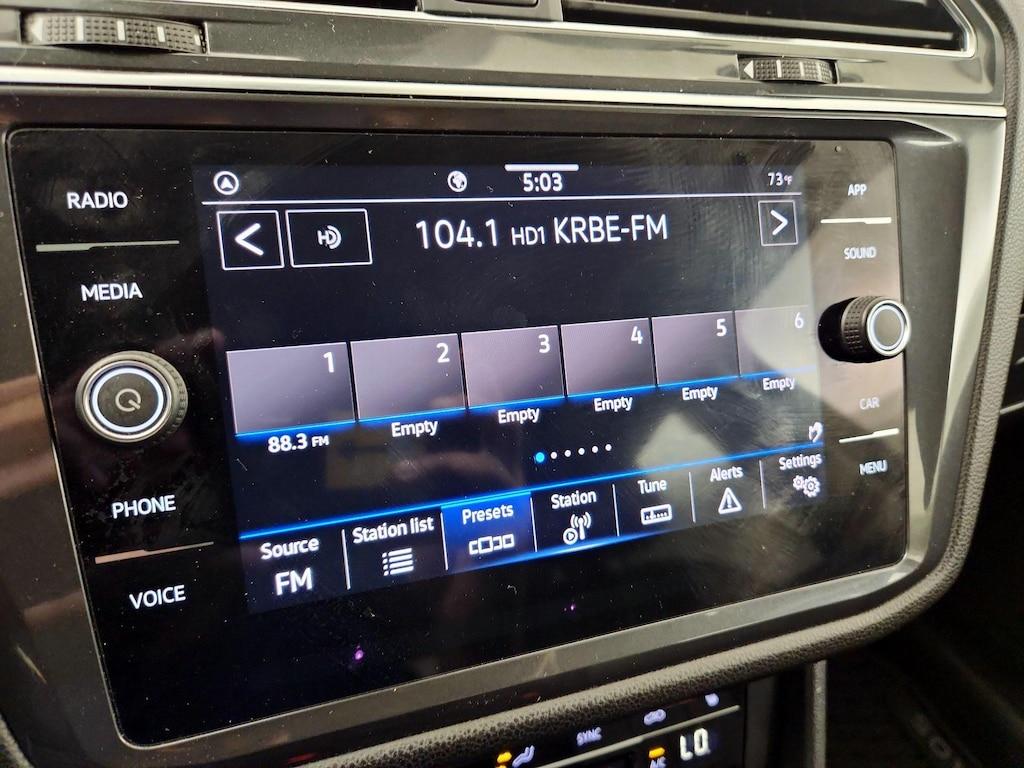 RADIO
MEDIA
PHONE
VOICE
5:03
73°F
HD
104.1 HD1 KRBE-FM
1
2
3
4
5
6
88.3 FM
Empty
Empty
Empty
Empty
Empty
Source
FM
Station list
Presets
Station
Tune
Alerts
Settings
APP
SOUND
CAR
MENU
SYNC
A/C
LO